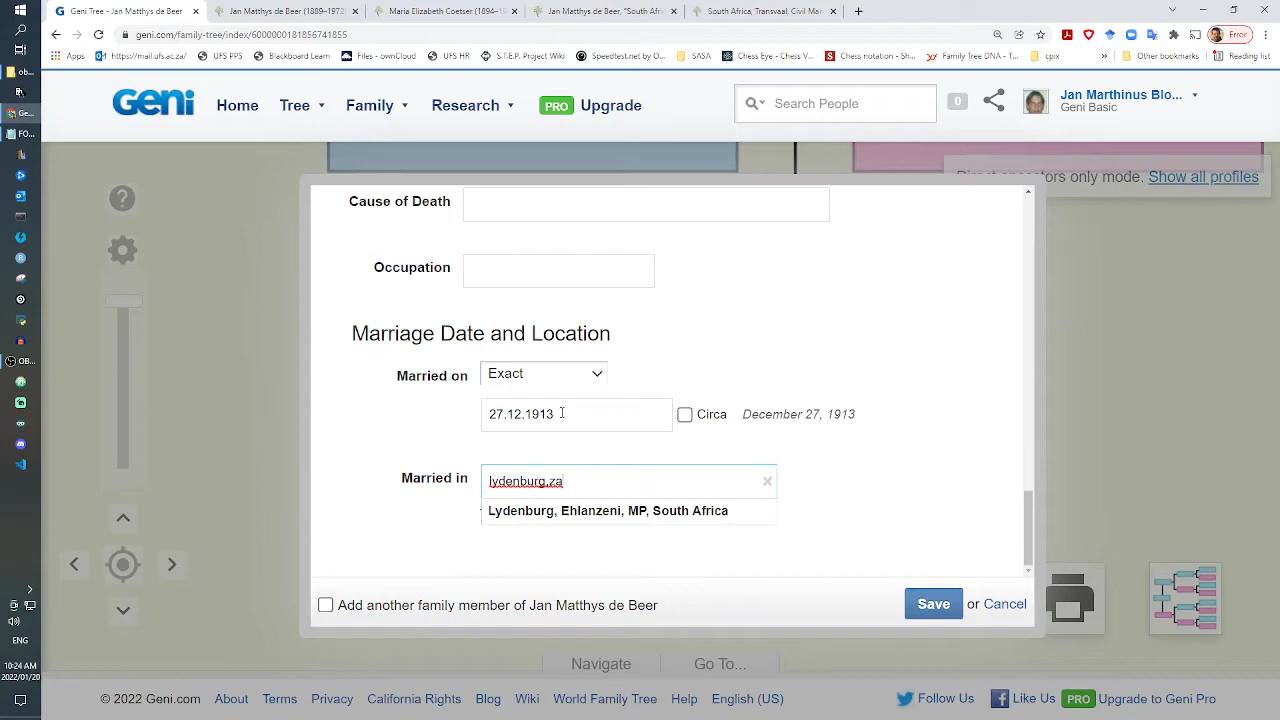 Geni Tree - Jan Matthys de Beer
Jan Matthys de Beer (1889-1973)
Maria Elizabeth Coetser (1894-1
Jan Matthys de Beer, "South Afri
South Africa, Transvaal, Civil Mar
geni.com/family-tree/index/6000000181856741855
Error
Apps
https://mail.ufs.ac.za/
UFS PPS
Blackboard Learn
Files - ownCloud
UFS HR
S.T.E.P. Project Wiki
Speedtest.net by O...
SASA
Chess Eye - Chess V...
Chess notation - Sh...
Family Tree DNA - T...
cpix
Other bookmarks
Reading list
Geni
Home
Tree
Family
Research
PRO Upgrade
Search People
0
Jan Marthinus Blo...
Geni Basic
Direct ancestors only mode. Show all profiles
Cause of Death
Occupation
Marriage Date and Location
Married on
Exact
27.12.1913
Circa
December 27, 1913
Married in
lydenburg,za
Lydenburg, Ehlanzeni, MP, South Africa
Add another family member of Jan Matthys de Beer
Save or Cancel
Navigate
Go To...
ENG
10:24 AM
© 2022 Geni.com
About
Terms
Privacy
California Rights
Blog
Wiki
World Family Tree
Help
English (US)
Follow Us
Like Us
PRO Upgrade to Geni Pro